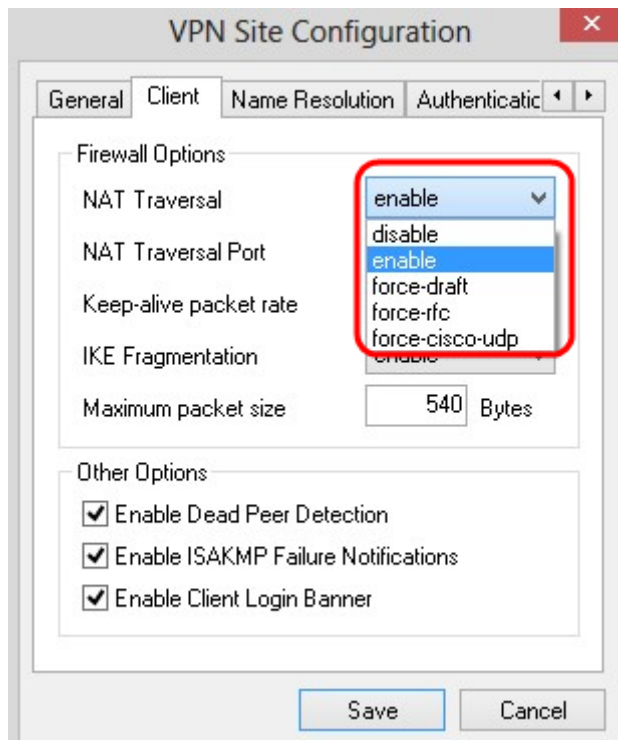 VPN Site Configuration
General Client Name Resolution Authenticatic
Firewall Options
NAT Traversal enable
disable
NAT Traversal Port enable
force-draft
Keep-alive packet rate force-rfc
force-cisco-udp
IKE Fragmentation enable
Maximum packet size 540 Bytes
Other Options
Enable Dead Peer Detection
Enable ISAKMP Failure Notifications
Enable Client Login Banner
Save Cancel